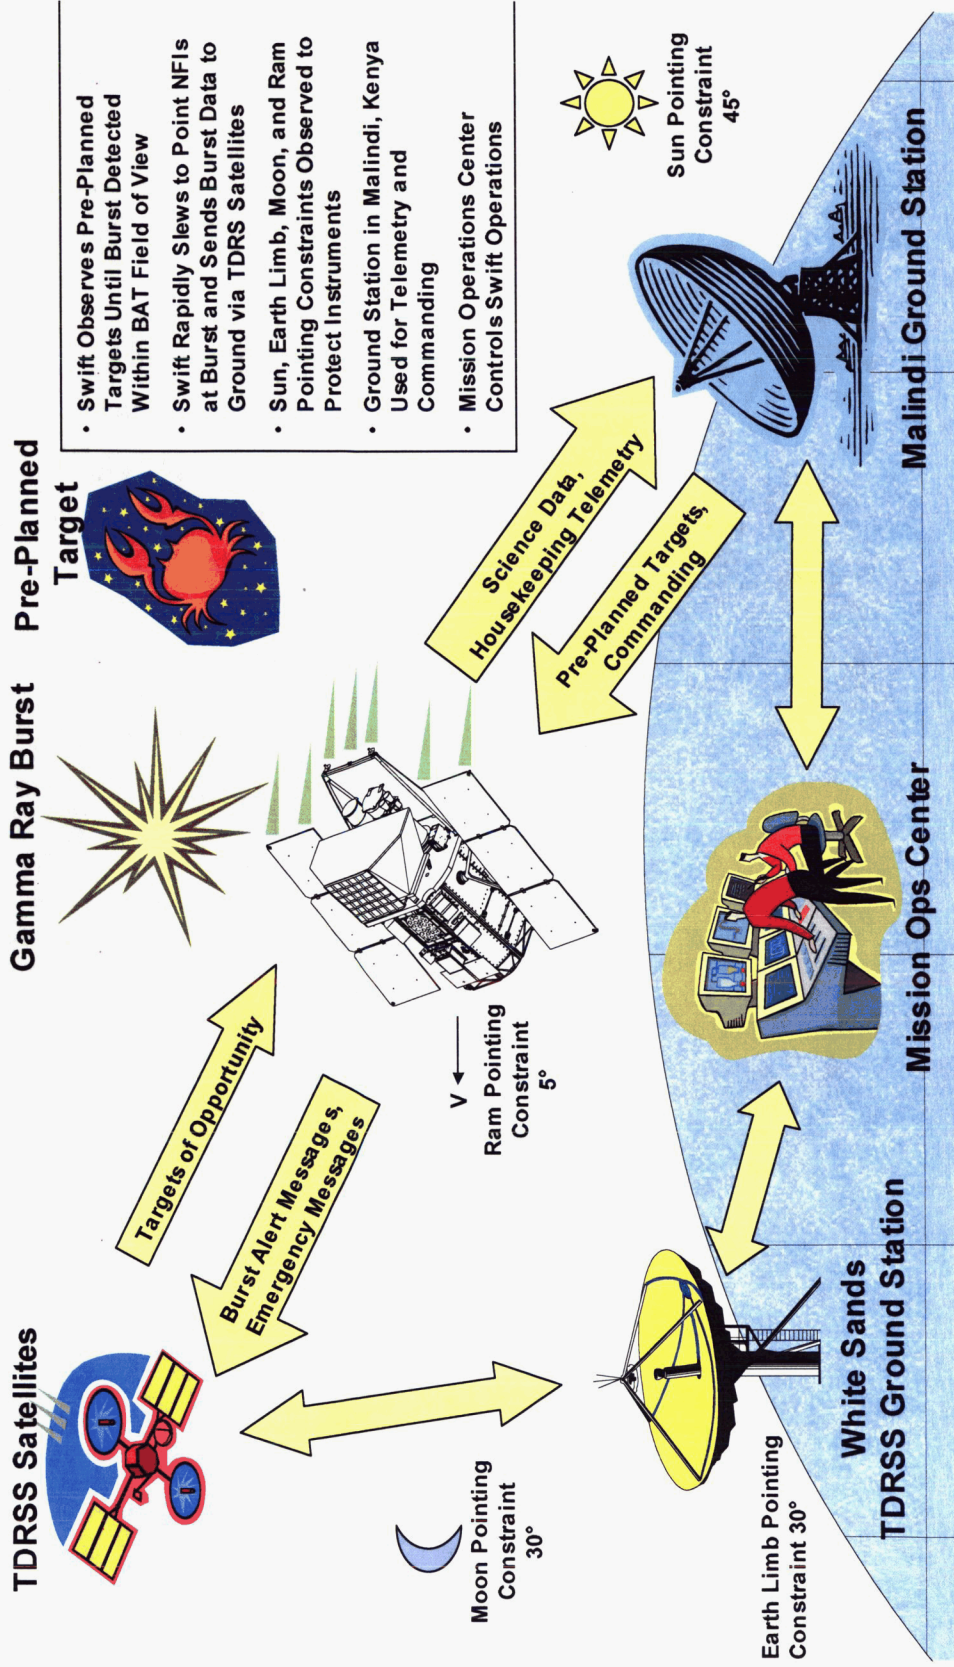 TDRSS Satellites
Gamma Ray Burst
Pre-Planned
Target
• Swift Observes Pre-Planned
Targets Until Burst Detected
Within BAT Field of View
• Swift Rapidly Slews to Point NFIs
at Burst and Sends Burst Data to
Ground via TDRS Satellites
• Sun, Earth Limb, Moon, and Ram
Pointing Constraints Observed to
Protect Instruments
• Ground Station in Malindi, Kenya
Used for Telemetry and
Commanding
• Mission Operations Center
Controls Swift Operations
Targets of Opportunity
Burst Alert Messages,
Emergency Messages
V
Ram Pointing
Constraint
5°
Science Data,
Housekeeping Telemetry
Pre-Planned Targets,
Commanding
Sun Pointing
Constraint
45°
Moon Pointing
Constraint
30°
Earth Limb Pointing
Constraint 30°
White Sands
TDRSS Ground Station
Mission Ops Center
Malindi Ground Station